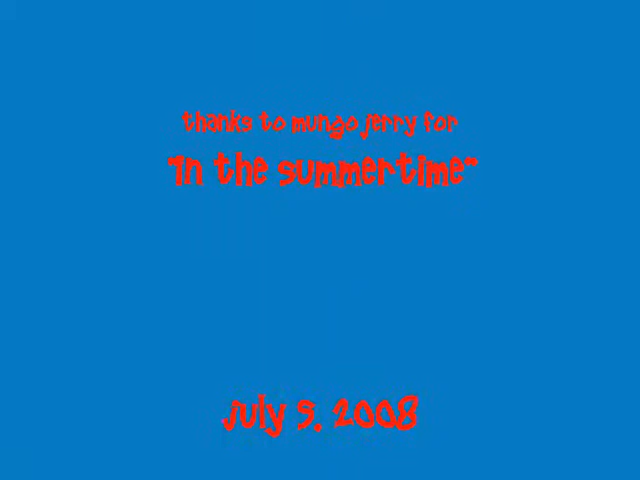 thanks to mungo jerry for
"In the summertime"
July 5, 2008